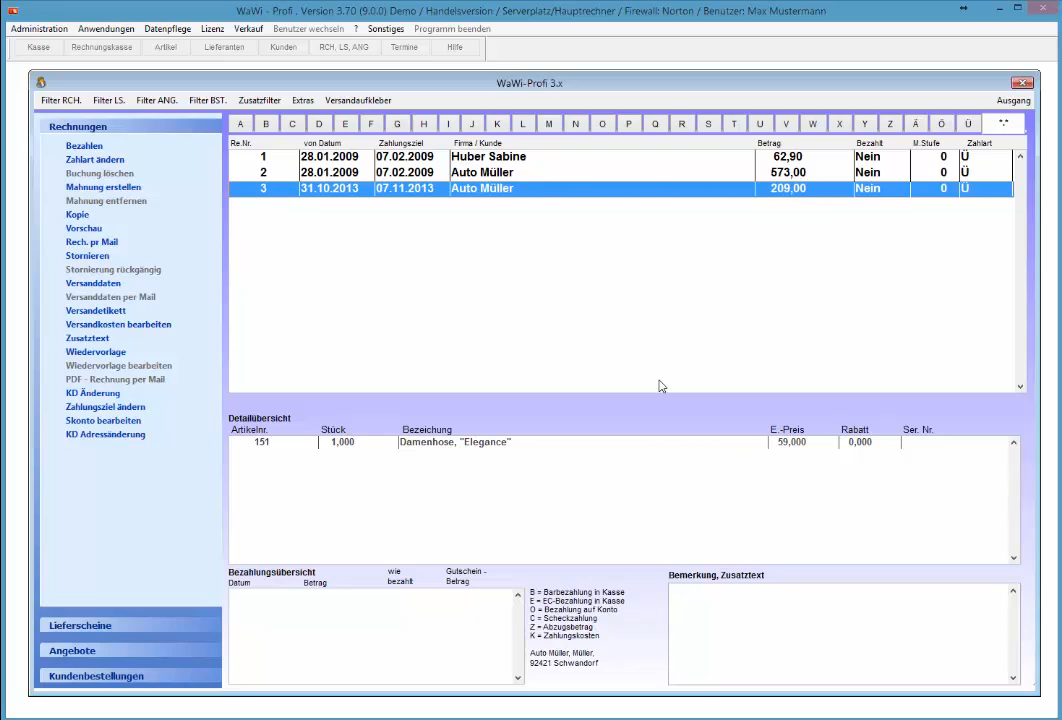 WaWi - Profi , Version 3.70 (9.0.0) Demo / Handelsversion / Serverplatz/Hauptrechner / Firewall: Norton / Benutzer: Max Mustermann
Administration Anwendungen Datenpflege Lizenz Verkauf Benutzer wechseln ? Sonstiges Programm beenden
Kasse Rechnungskasse Artikel Lieferanten Kunden RCH, LS, ANG Termine Hilfe
WaWi-Profi 3.x
Filter RCH. Filter LS. Filter ANG. Filter BST. Zusatzfilter Extras Versandaufkleber Ausgang
Rechnungen
Bezahlen
Zahlart ändern
Buchung löschen
Mahnung erstellen
Mahnung entfernen
Kopie
Vorschau
Rech. pr Mail
Stornieren
Stornierung rückgängig
Versanddaten
Versanddaten per Mail
Versandetikett
Versandkosten bearbeiten
Zusatztext
Wiedervorlage
Wiedervorlage bearbeiten
PDF - Rechnung per Mail
KD Änderung
Zahlungsziel ändern
Skonto bearbeiten
KD Adressänderung
Lieferscheine
Angebote
Kundenbestellungen
A B C D E F G H I J K L M N O P Q R S T U V W X Y Z Ä Ö Ü *.*
Re.Nr. von Datum Zahlungsziel Firma / Kunde Betrag Bezahlt M.Stufe Zahlart
1 28.01.2009 07.02.2009 Huber Sabine 62,90 Nein 0 Ü
2 28.01.2009 07.02.2009 Auto Müller 573,00 Nein 0 Ü
3 31.10.2013 07.11.2013 Auto Müller 209,00 Nein 0 Ü
Detailübersicht
Artikelnr. Stück Bezeichung E.-Preis Rabatt Ser. Nr.
151 1,000 Damenhose, "Elegance" 59,000 0,000
Bezahlungsübersicht
Datum Betrag wie bezahlt Gutschein - Betrag
B = Barbezahlung in Kasse
E = EC-Bezahlung in Kasse
O = Bezahlung auf Konto
C = Scheckzahlung
Z = Abzugsbetrag
K = Zahlungskosten
Auto Müller, Müller,
92421 Schwandorf
Bemerkung, Zusatztext